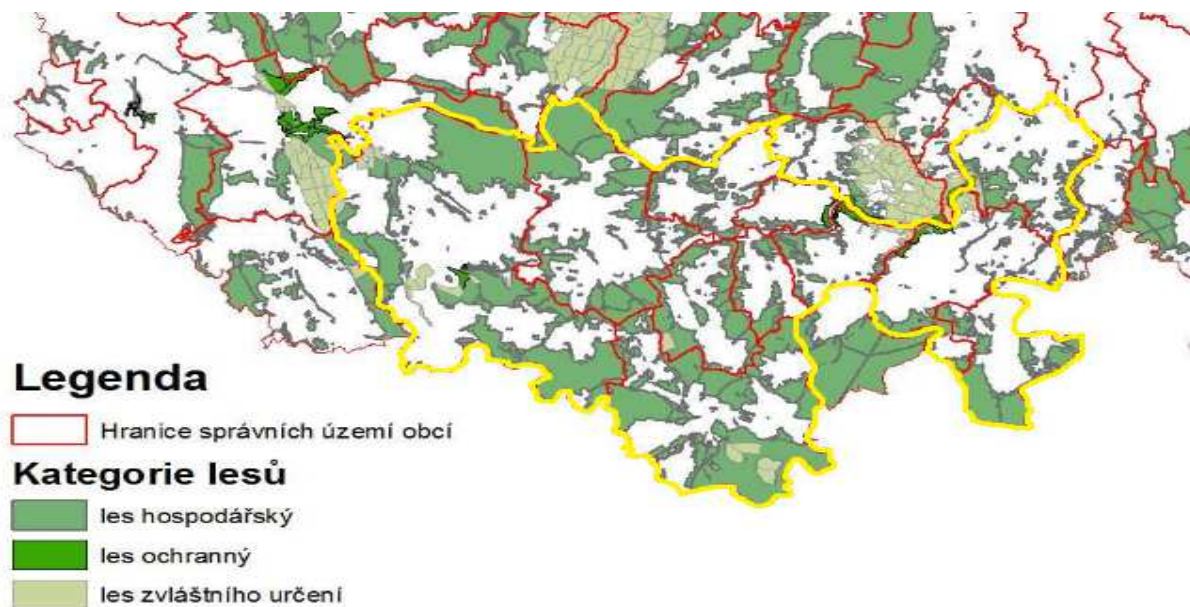 Legenda
Hranice správních území obcí
Kategorie lesů
les hospodářský
les ochranný
les zvláštního určení